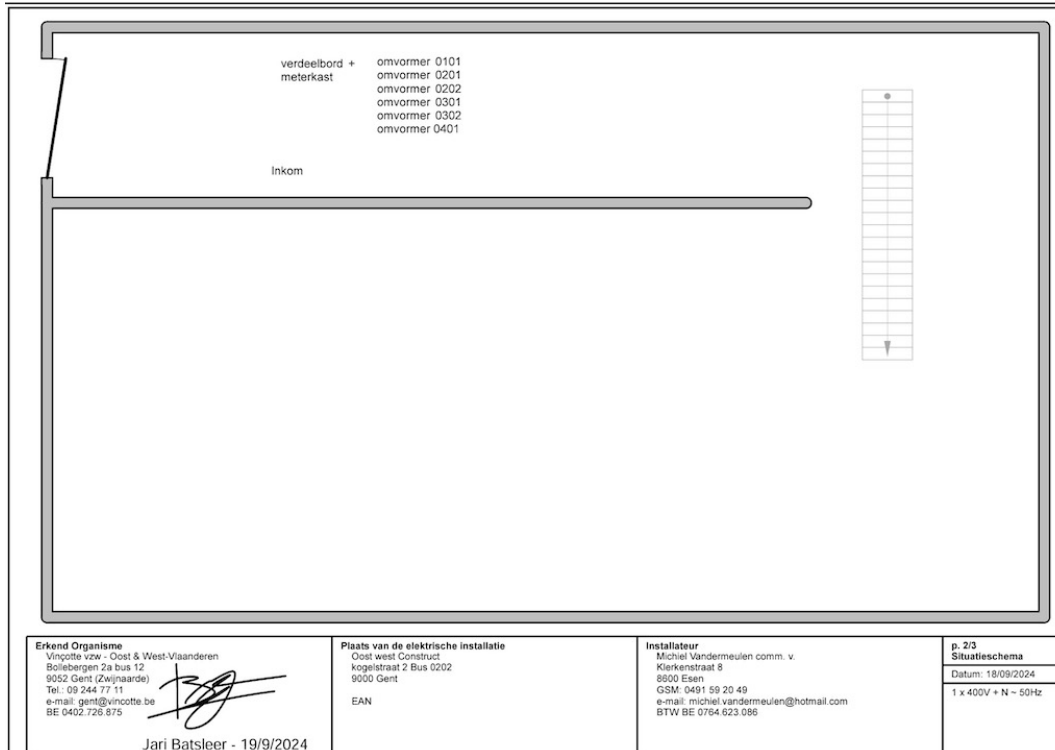 verdeelbord +
meterkast
omvormer 0101
omvormer 0201
omvormer 0202
omvormer 0301
omvormer 0302
omvormer 0401
Inkom
Erkend Organisme
Vinçotte vzw - Oost & West-Vlaanderen
Bollebergen 2a bus 12
9052 Gent (Zwijnaarde)
Tel.: 09 244 77 11
e-mail: gent@vincotte.be
BE 0402.726.875
Jari Batsleer - 19/9/2024
Plaats van de elektrische installatie
Oost west Construct
kogelstraat 2 Bus 0202
9000 Gent
EAN
Installateur
Michiel Vandermeulen comm. v.
Klerkenstraat 8
8600 Esen
GSM: 0491 59 20 49
e-mail: michiel.vandermeulen@hotmail.com
BTW BE 0764.623.086
p. 2/3
Situatieschema
Datum: 18/09/2024
1 x 400V + N ~ 50Hz